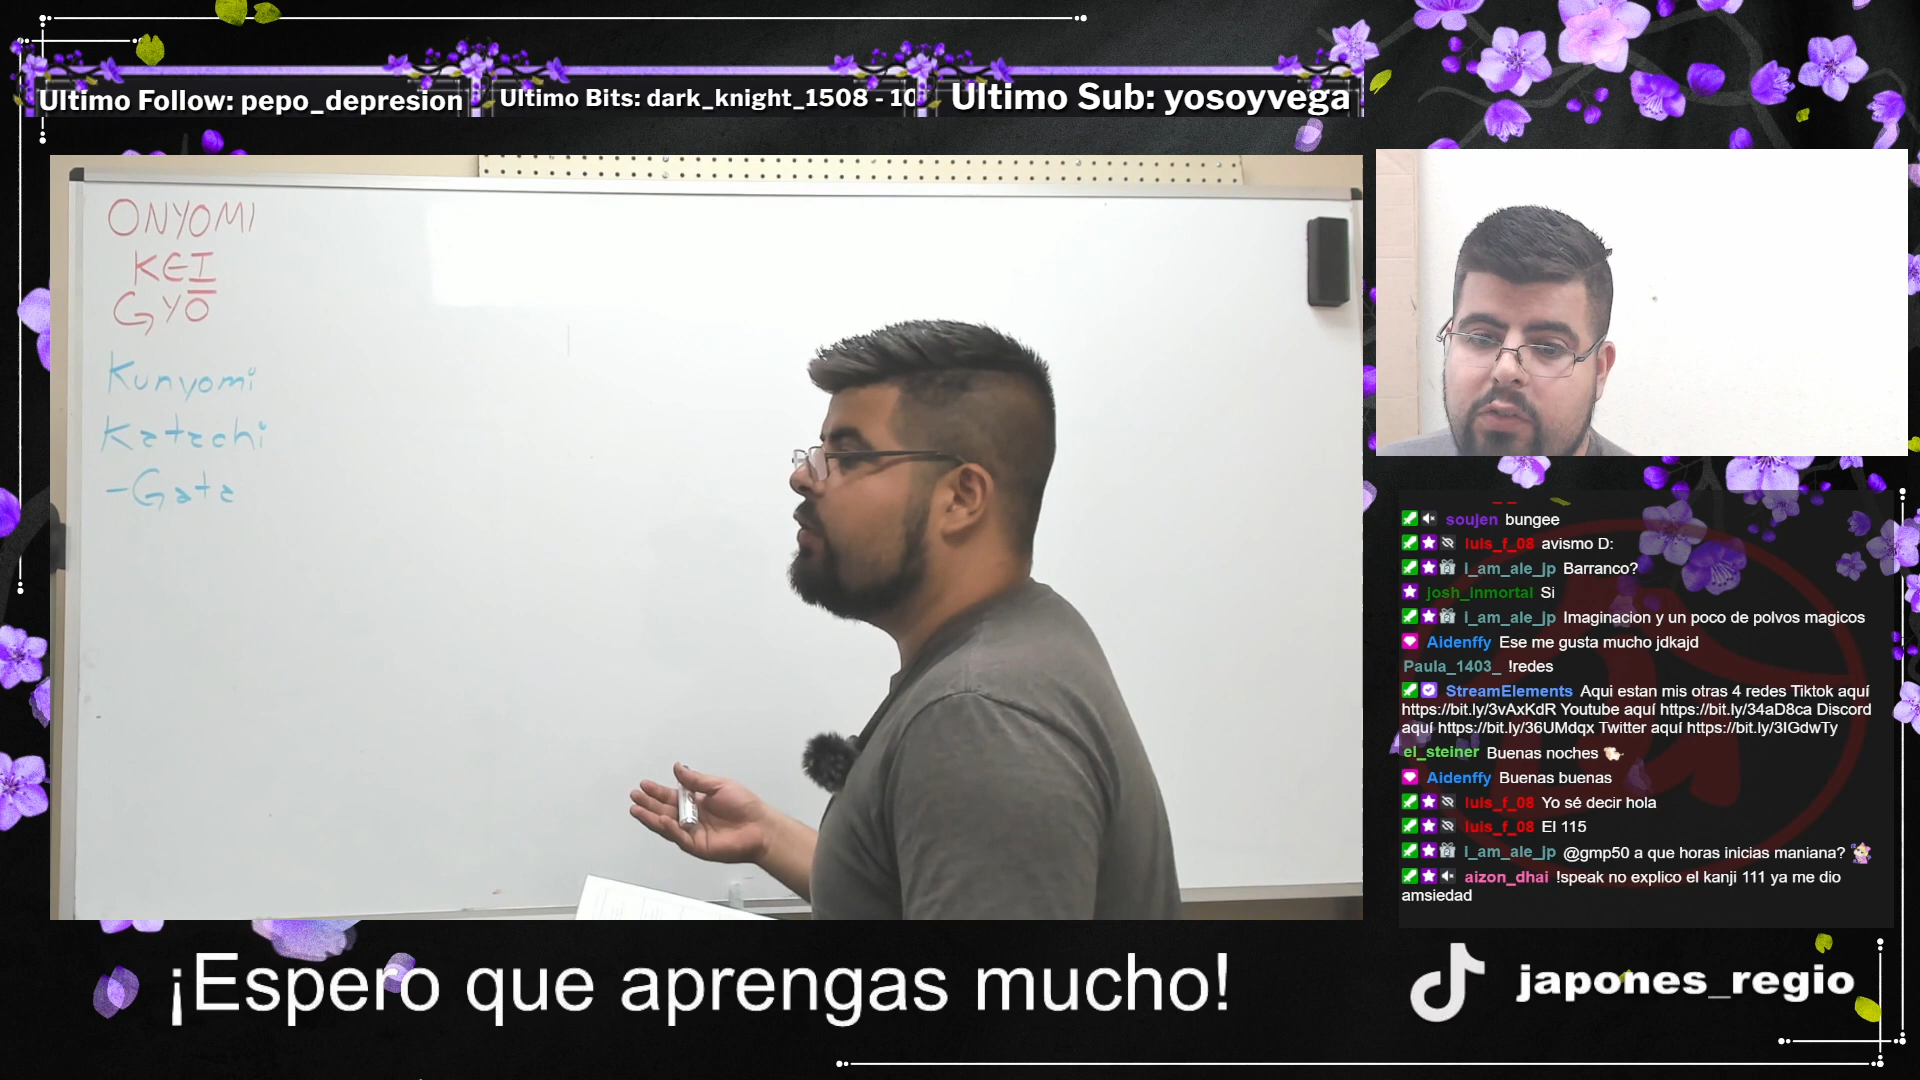 Ultimo Follow: pepo_depresion
Ultimo Bits: dark_knight_1508 - 10
Ultimo Sub: yosoyvega
ONYOMI
KEI
GYO
Kunyomi
Katachi
-Gata
soujen bungee
luis_f_08 avismo D:
i_am_ale_jp Barranco?
josh_inmortal Si
i_am_ale_jp Imaginacion y un poco de polvos magicos
Aidenffy Ese me gusta mucho jdkajd
Paula_1403_ !redes
StreamElements Aqui estan mis otras 4 redes Tiktok aquí
https://bit.ly/3vAxKdR Youtube aquí https://bit.ly/34aD8ca Discord
aquí https://bit.ly/36UMdqx Twitter aquí https://bit.ly/3IGdwTy
el_steiner Buenas noches
Aidenffy Buenas buenas
luis_f_08 Yo sé decir hola
luis_f_08 El 115
i_am_ale_jp @gmp50 a que horas inicias maniana?
aizon_dhai !speak no explico el kanji 111 ya me dio
amsiedad
¡Espero que aprengas mucho!
japones_regio